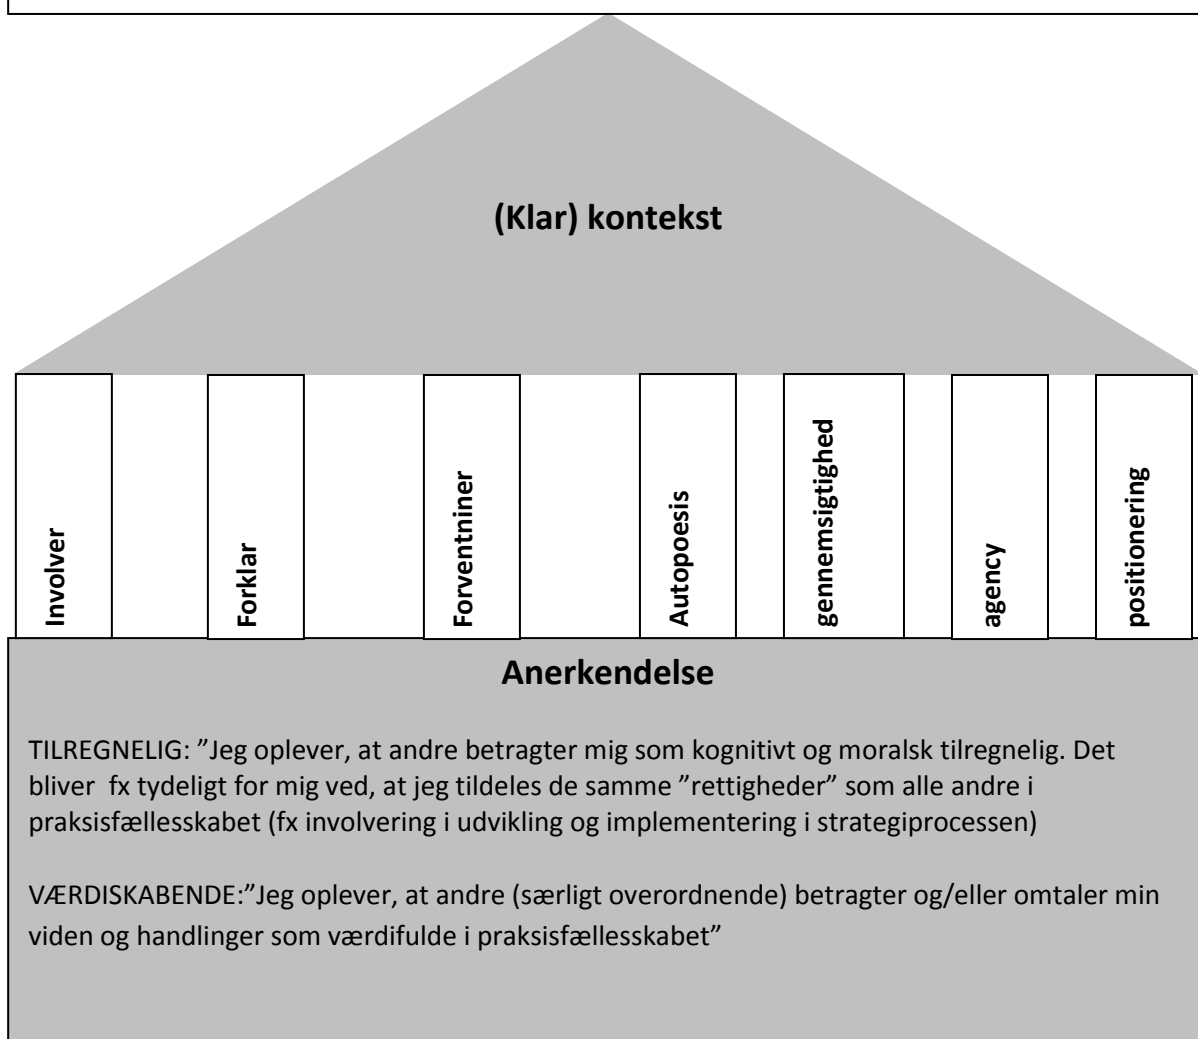 (Klar) kontekst
Involver
Forklar
Forventniner
Autopoesis
gennemsigtighed
agency
positionering
Anerkendelse
TILREGNELIG: ”Jeg oplever, at andre betragter mig som kognitivt og moralsk tilregnelig. Det
bliver fx tydeligt for mig ved, at jeg tildeles de samme ”rettigheder” som alle andre i
praksisfællesskabet (fx involvering i udvikling og implementering i strategiprocessen)
VÆRDISKABENDE:”Jeg oplever, at andre (særligt overordnende) betragter og/eller omtaler min
viden og handlinger som værdifulde i praksisfællesskabet”